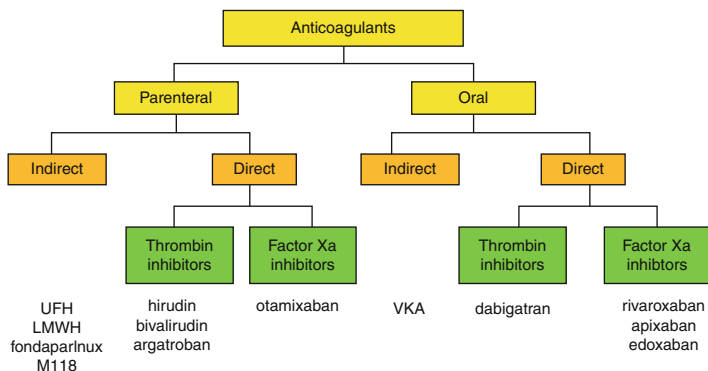 Anticoagulants
Parenteral
Oral
Indirect
Direct
Indirect
Direct
Thrombin
inhibitors
Factor Xa
inhibitors
Thrombin
inhibitors
Factor Xa
inhibtors
UFH
LMWH
fondaparlnux
M118
hirudin
bivalirudin
argatroban
otamixaban
VKA
dabigatran
rivaroxaban
apixaban
edoxaban